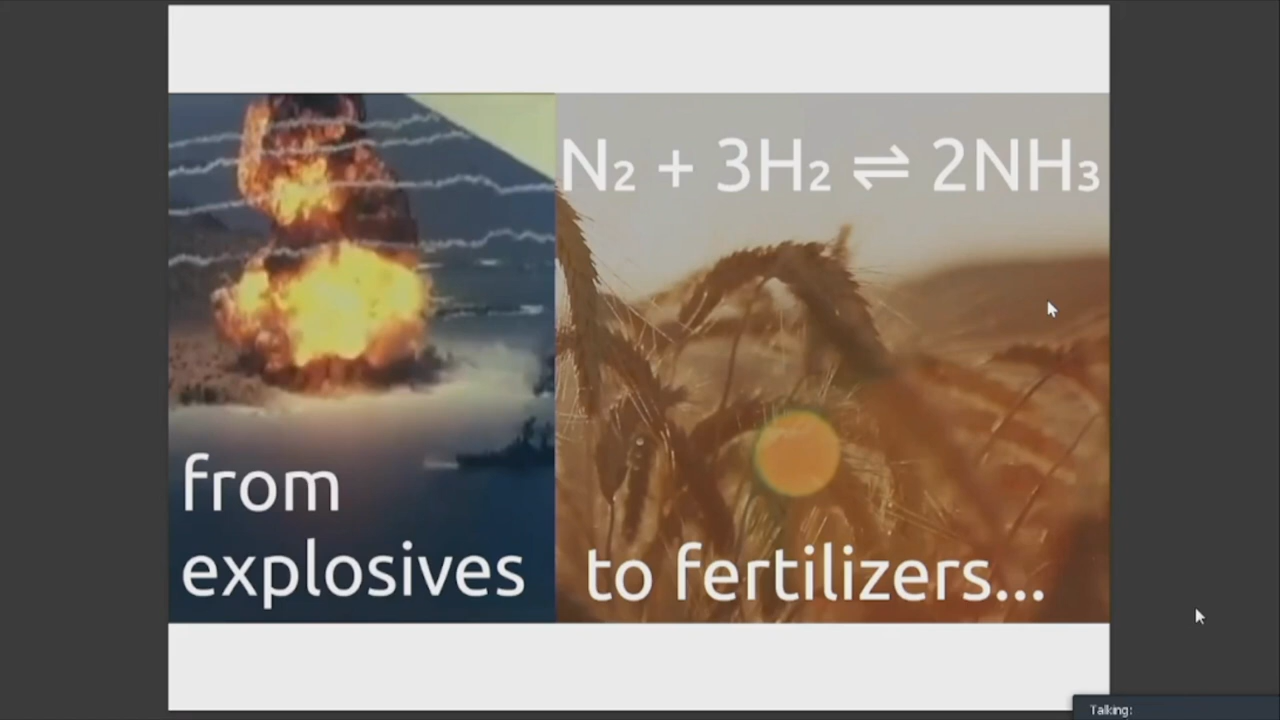 N₂ + 3H₂ ⇌ 2NH₃
from
explosives
to fertilizers...
Talking: